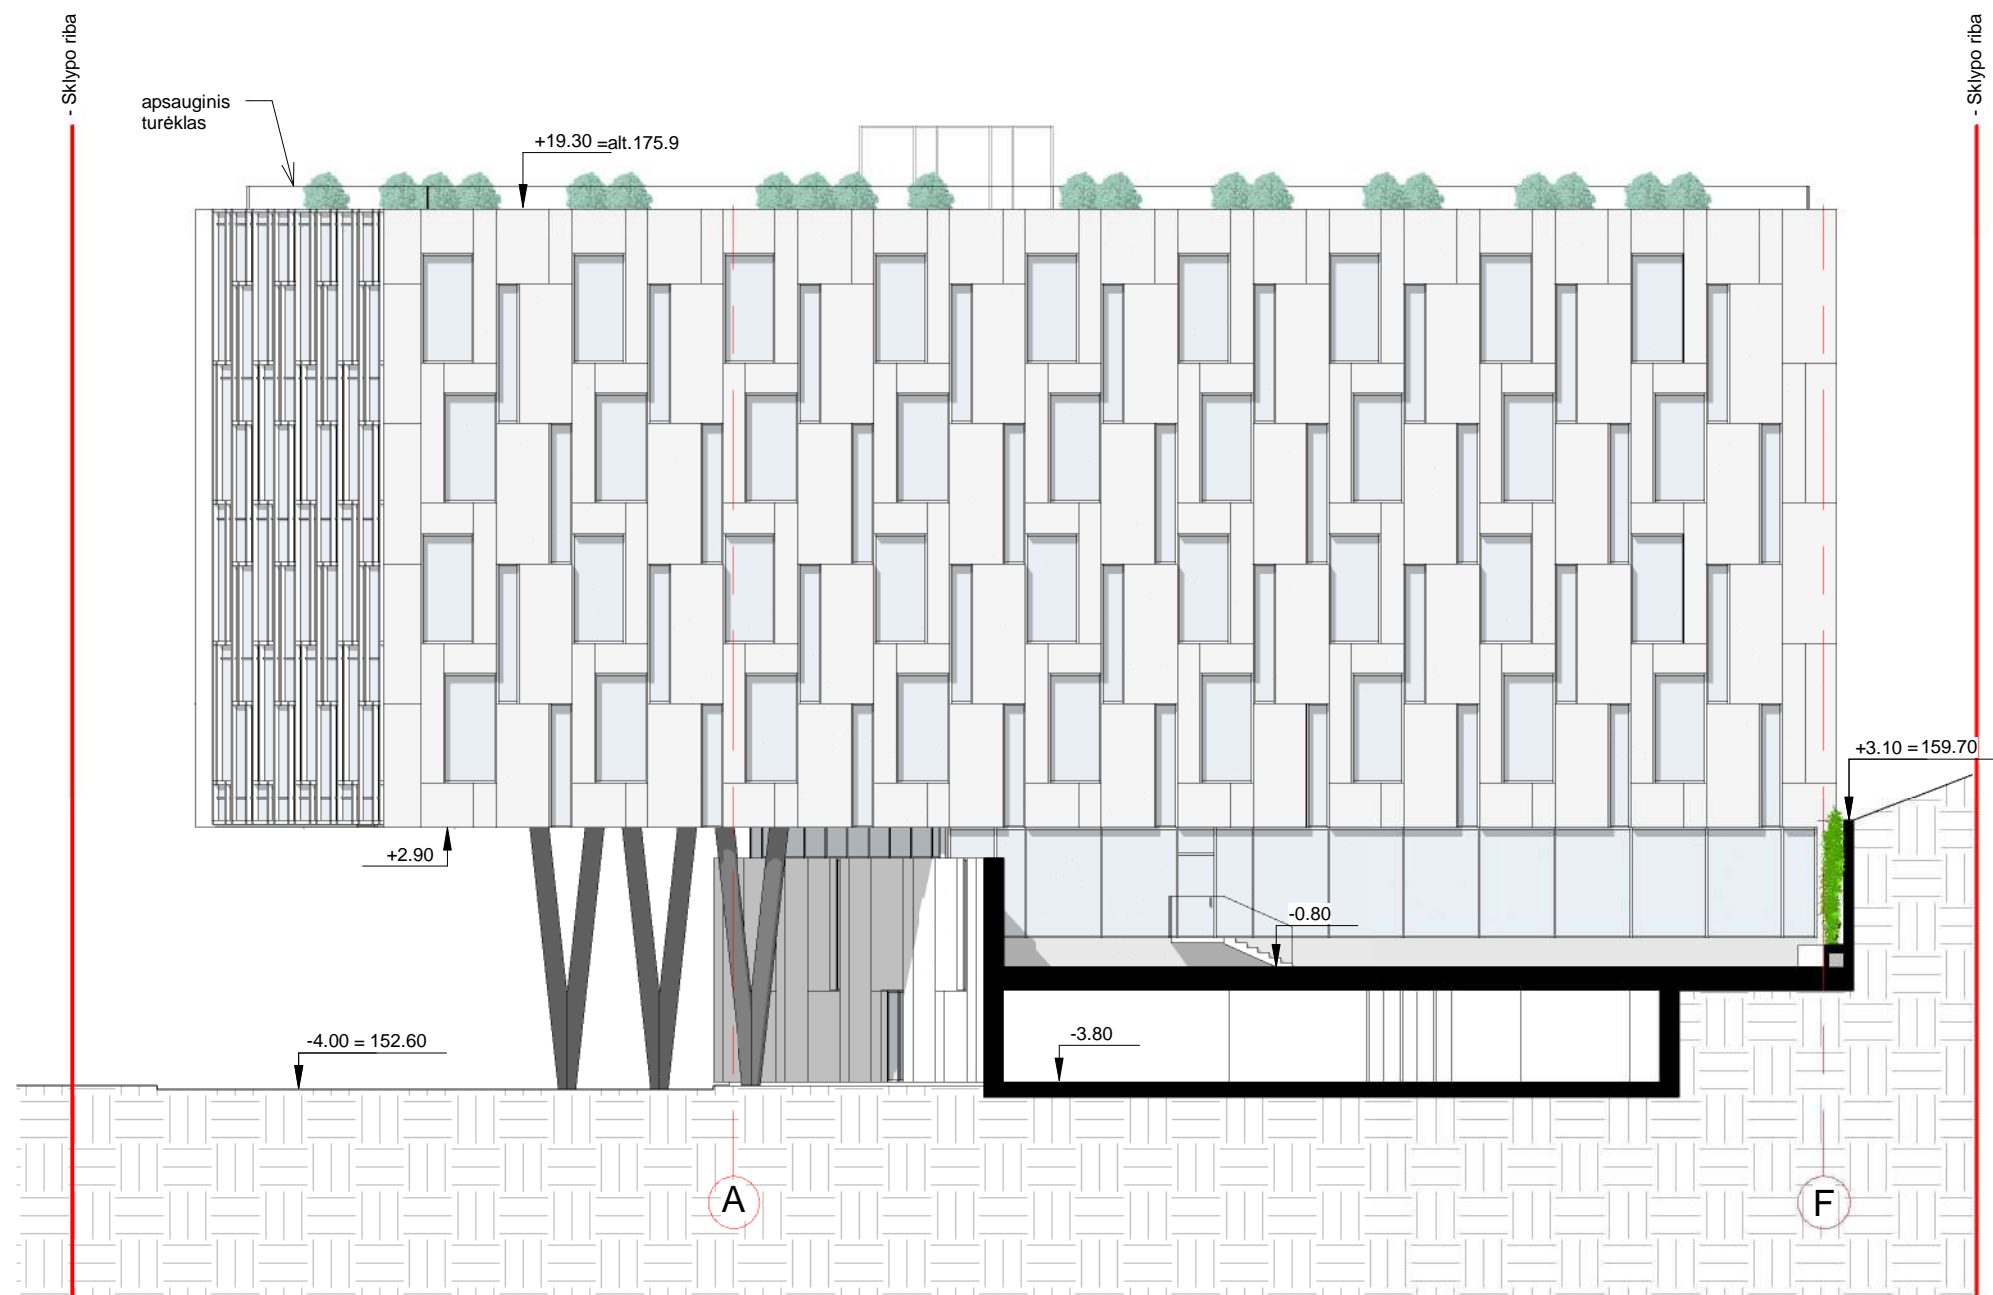 - Sklypo riba
- Sklypo riba
apsauginis
turėklas
+19.30 =alt.175.9
+3.10 = 159.70
+2.90
-0.80
-4.00 = 152.60
-3.80
A
F